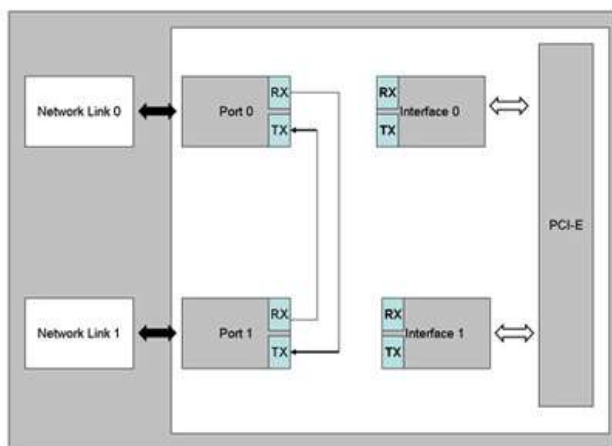 Network Link 0
Port 0
RX
TX
RX
TX
Interface 0
PCI-E
Network Link 1
Port 1
RX
TX
RX
TX
Interface 1